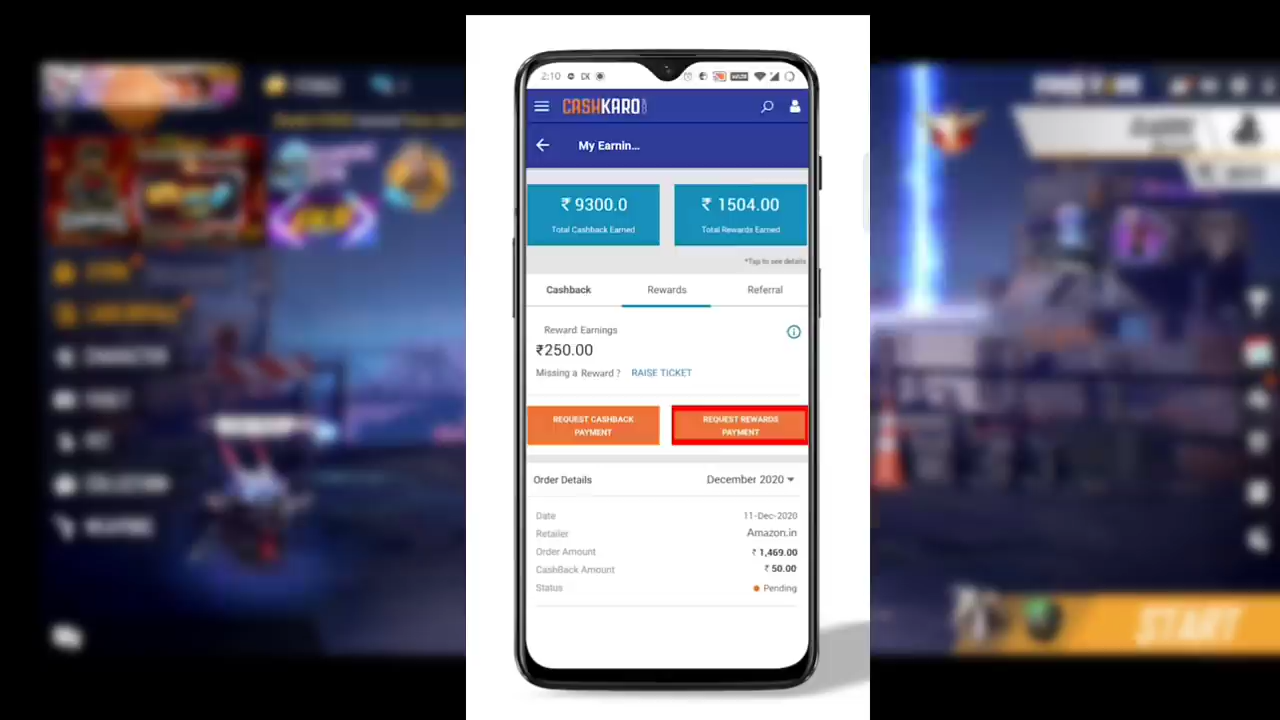 2:10
CASHKARO
My Earnin...
₹ 9300.0
Total Cashback Earned
₹ 1504.00
Total Rewards Earned
*Tap to see details
Cashback
Rewards
Referral
Reward Earnings
₹250.00
Missing a Reward ? RAISE TICKET
REQUEST CASHBACK
PAYMENT
REQUEST REWARDS
PAYMENT
Order Details
December 2020
Date
11-Dec-2020
Retailer
Amazon.in
Order Amount
₹ 1,469.00
CashBack Amount
₹ 50.00
Status
Pending
START